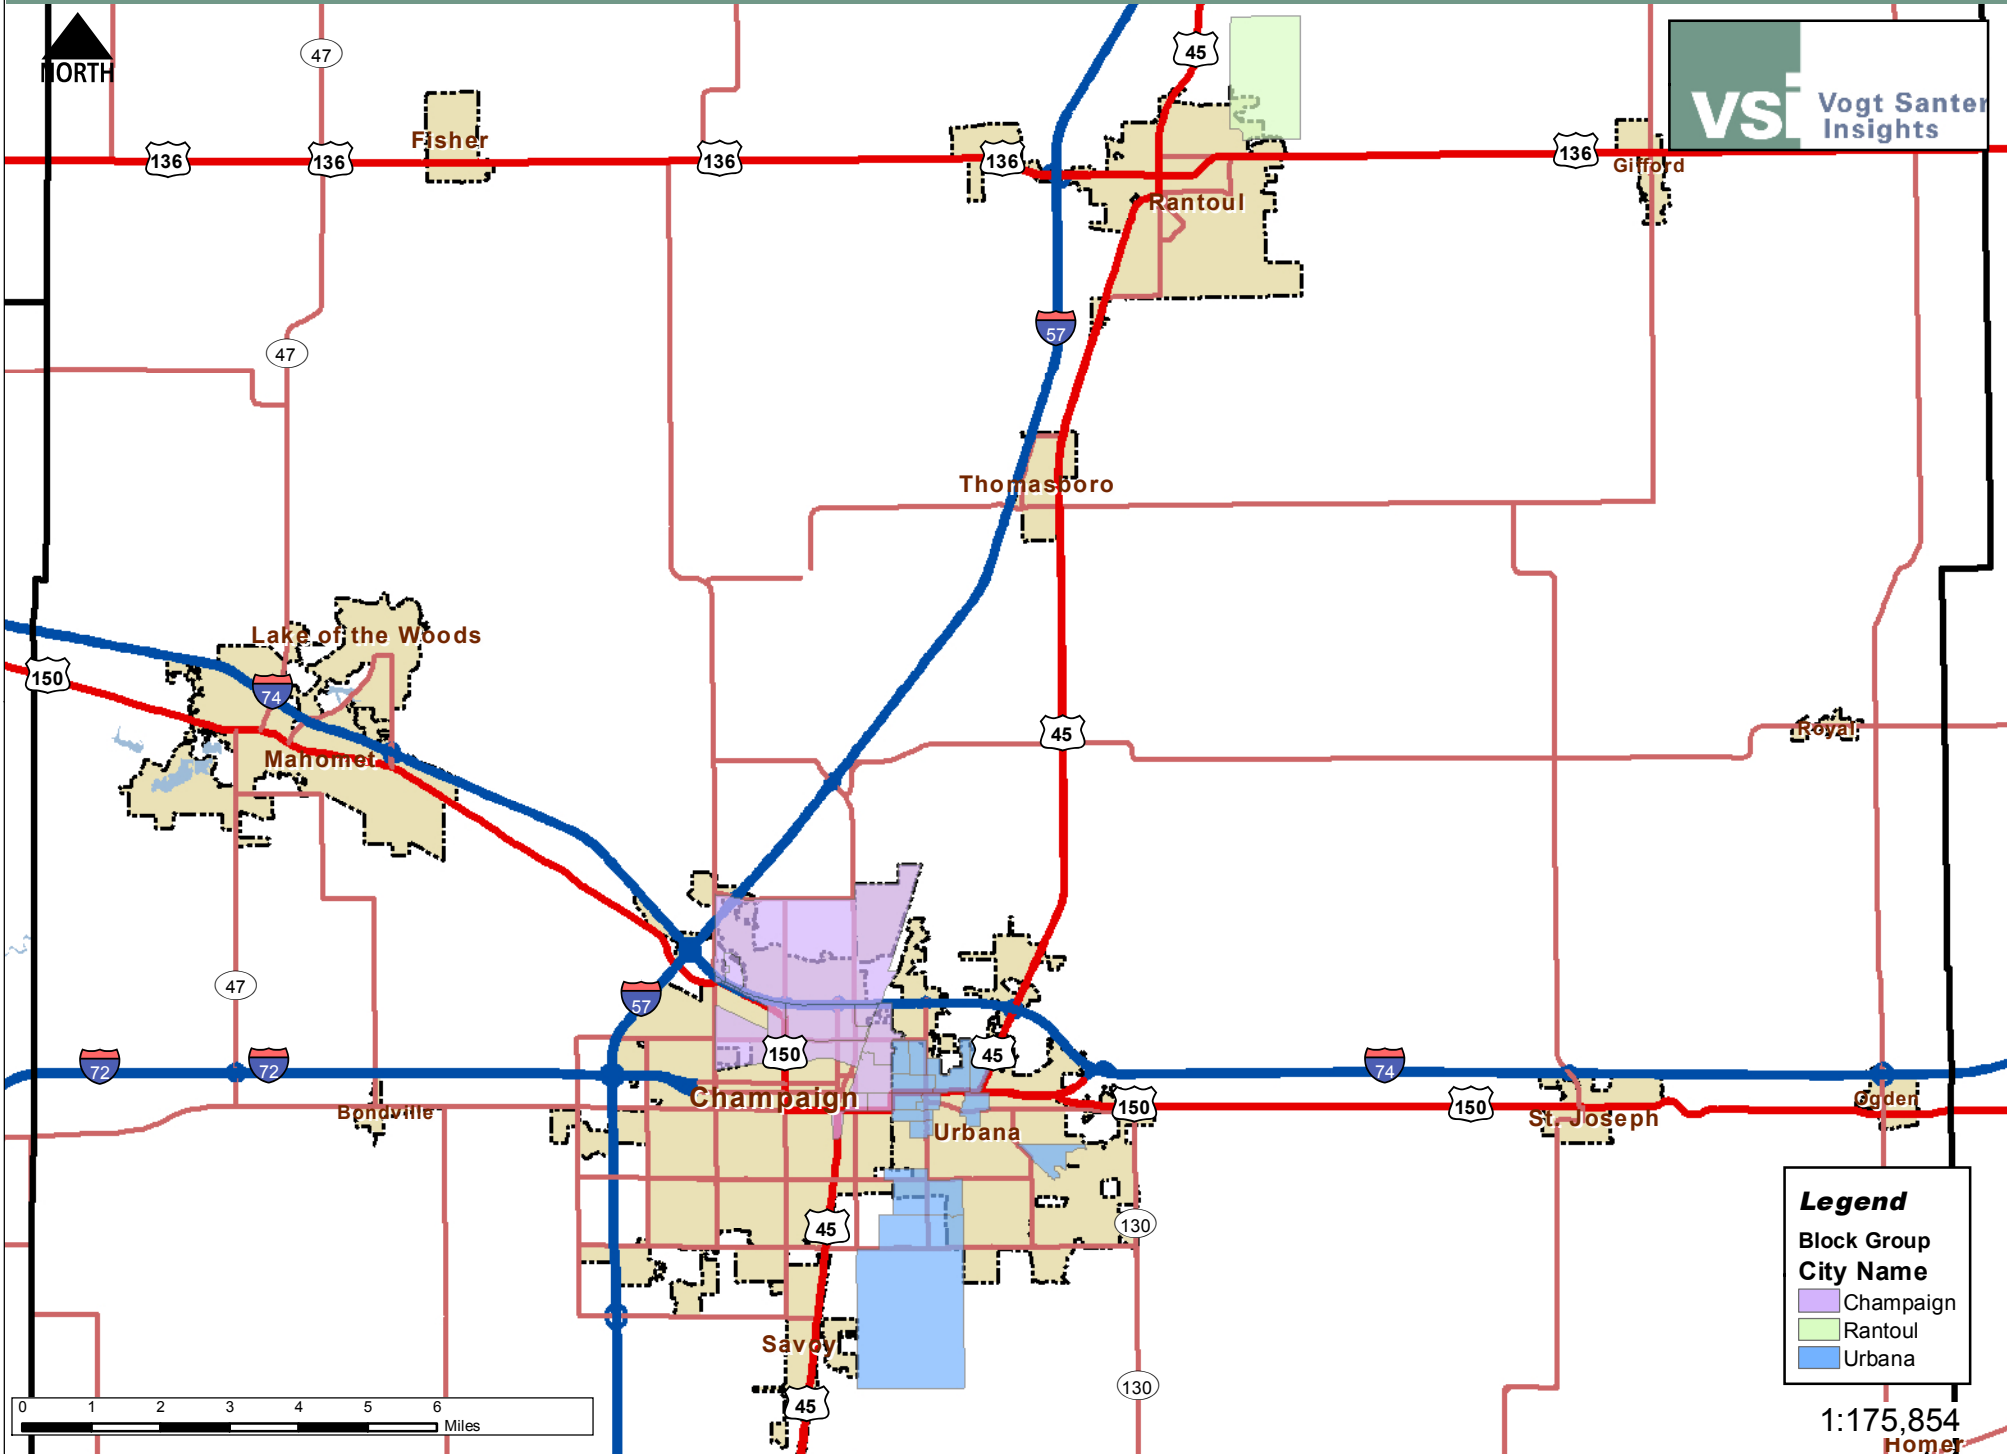 NORTH
47
45
vsi Vogt Santer
Insights
Fisher
136
136
136
136
136
Gifford
Rantoul
57
47
Thomasboro
Lake of the Woods
150
74
45
Royal
Mahomet
47
57
150
45
72
72
74
Champaign
150
150
Ogden
Bondville
Urbana
St. Joseph
45
130
Legend
Block Group
City Name
Champaign
Rantoul
Urbana
Savoy
130
45
0 1 2 3 4 5 6
Miles
1:175,854
Homer